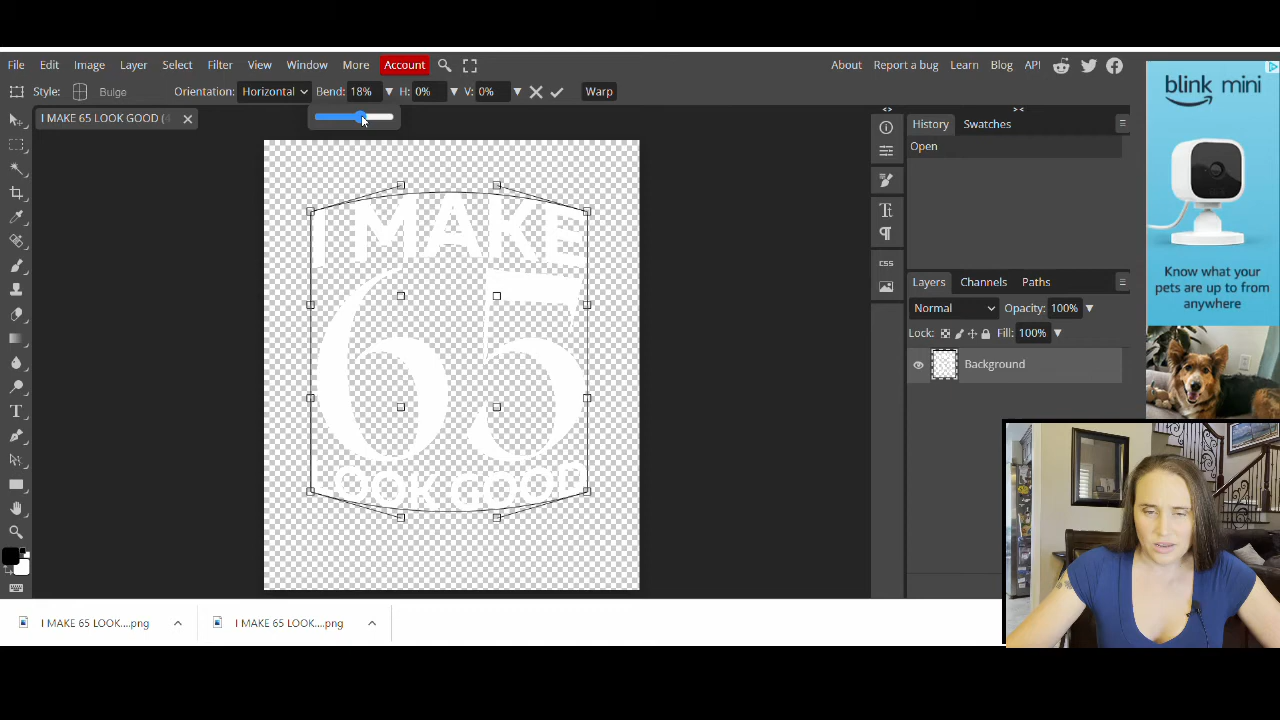 File Edit Image Layer Select Filter View Window More Account
About Report a bug Learn Blog API
Style: Bulge Orientation: Horizontal Bend: 18% H: 0% V: 0% Warp
I MAKE 65 LOOK GOOD (
I MAKE
65
LOOK GOOD
History Swatches
Open
CSS
Layers Channels Paths
Normal Opacity: 100%
Lock: Fill: 100%
Background
blink mini
Know what your
pets are up to from
anywhere
I MAKE 65 LOOK....png
I MAKE 65 LOOK....png